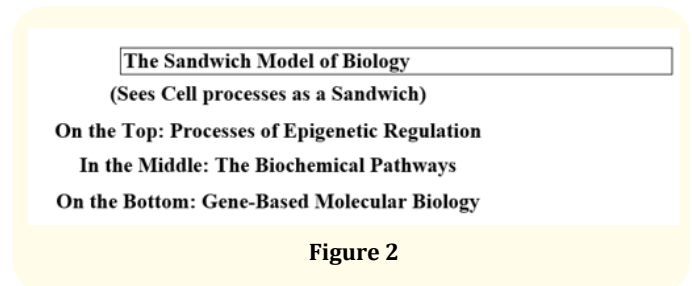 The Sandwich Model of Biology
(Sees Cell processes as a Sandwich)
On the Top: Processes of Epigenetic Regulation
In the Middle: The Biochemical Pathways
On the Bottom: Gene-Based Molecular Biology
Figure 2